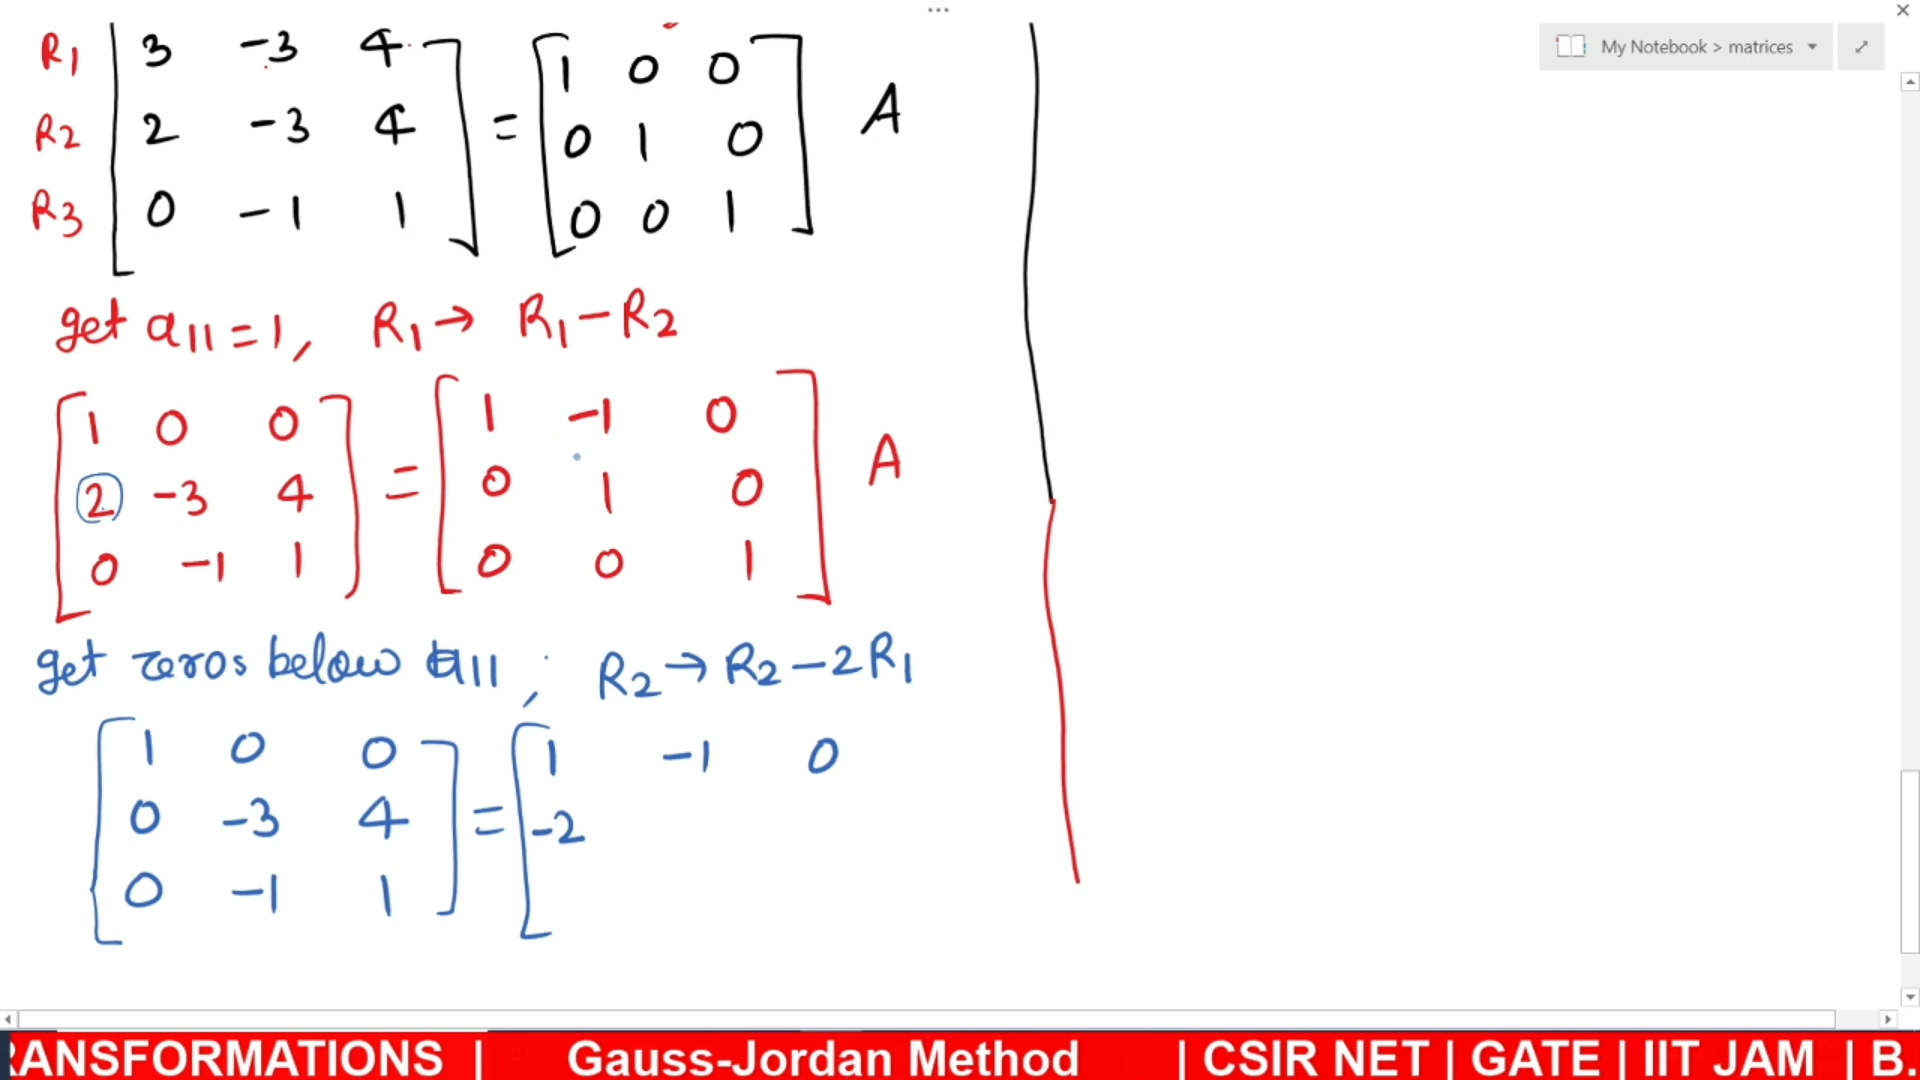 My Notebook > matrices
R1 3 -3 4 1 0 0
R2 2 -3 4 = 0 1 0 A
R3 0 -1 1 0 0 1
get a11=1, R1→ R1-R2
1 0 0 1 -1 0
2 -3 4 = 0 1 0 A
0 -1 1 0 0 1
get zeros below a11; R2→R2-2R1
1 0 0 1 -1 0
0 -3 4 = -2
0 -1 1
RANSFORMATIONS | Gauss-Jordan Method | CSIR NET | GATE | IIT JAM | B.